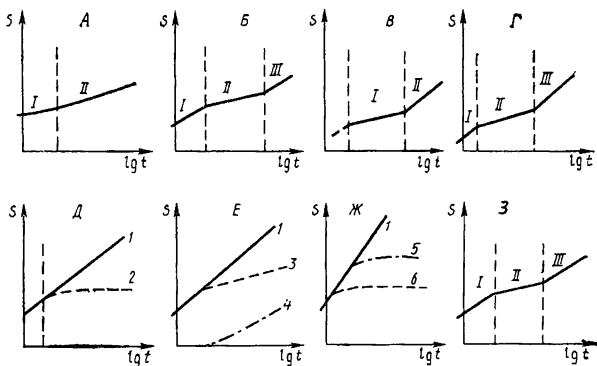 S А I II lg t
S Б I II III lg t
S В I II lg t
S Г I II III lg t
S Д 1 2 lg t
S Е 1 3 4 lg t
S Ж 1 5 6 lg t
S З I II III lg t